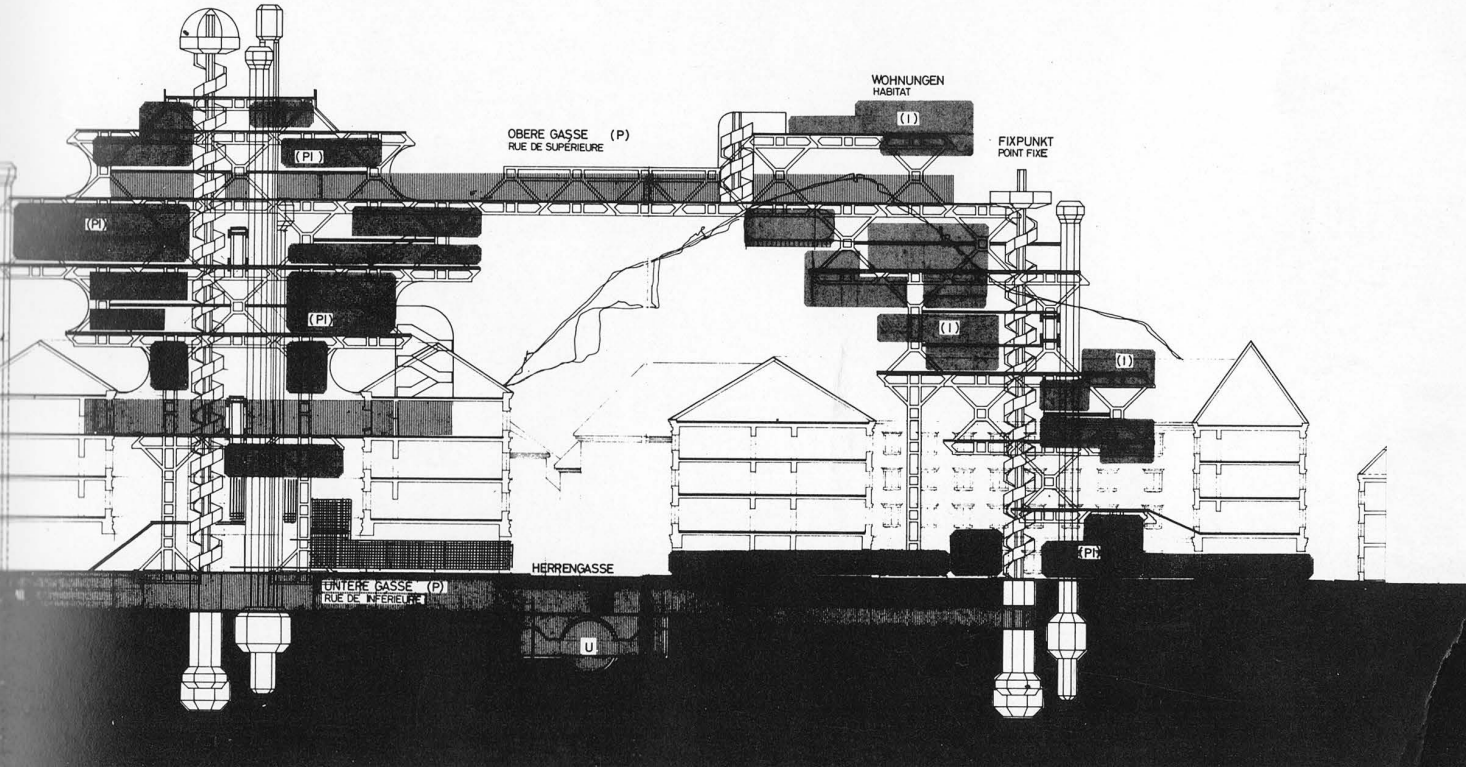 WOHNUNGEN
HABITAT
(I)
OBERE GASSE (P)
RUE DE SUPÉRIEURE
FIXPUNKT
POINT FIXE
(PI)
(PI)
(PI)
(I)
(I)
(PI)
HERRENGASSE
UNTERE GASSE (P)
RUE DE INFÉRIEURE
U